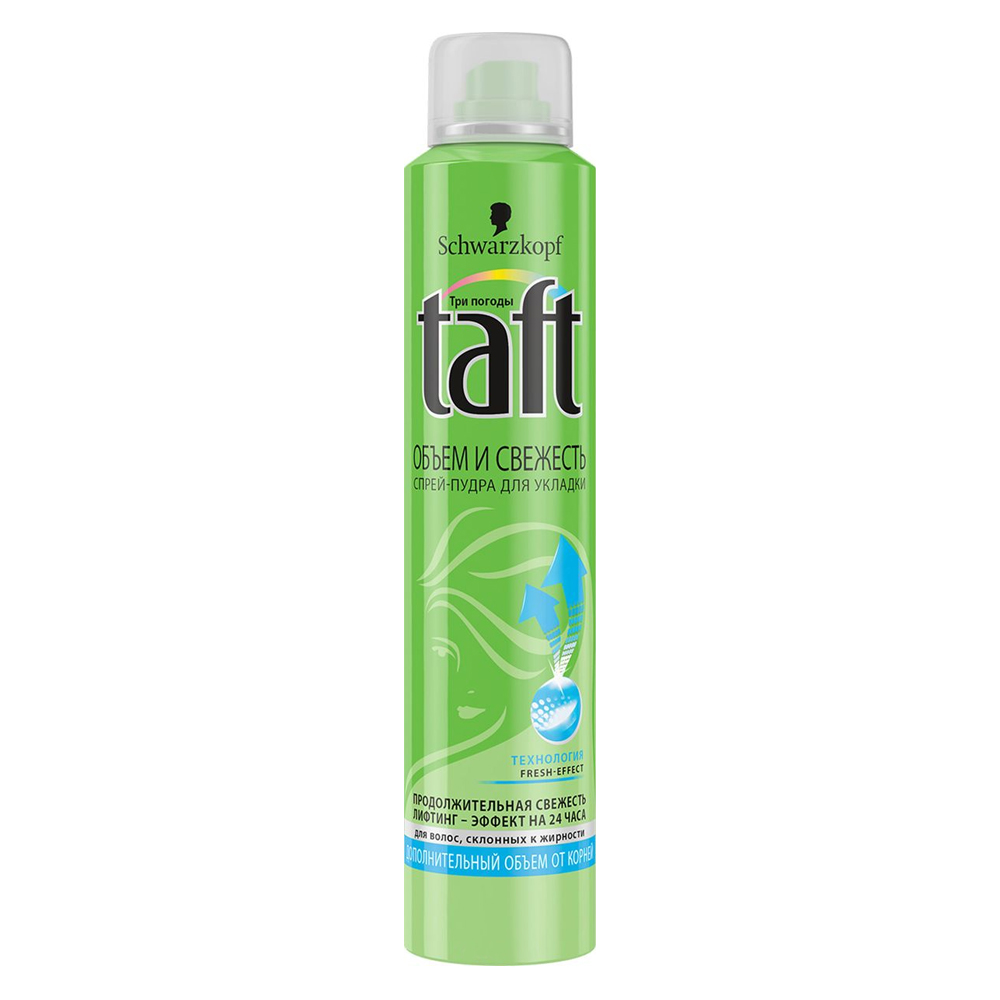 Schwarzkopf
Три погоды
taft
ОБЪЕМ И СВЕЖЕСТЬ
СПРЕЙ-ПУДРА ДЛЯ УКЛАДКИ
ТЕХНОЛОГИЯ
FRESH-EFFECT
ПРОДОЛЖИТЕЛЬНАЯ СВЕЖЕСТЬ
ЛИФТИНГ – ЭФФЕКТ НА 24 ЧАСА
для волос, склонных к жирности
ДОПОЛНИТЕЛЬНЫЙ ОБЪЕМ ОТ КОРНЕЙ